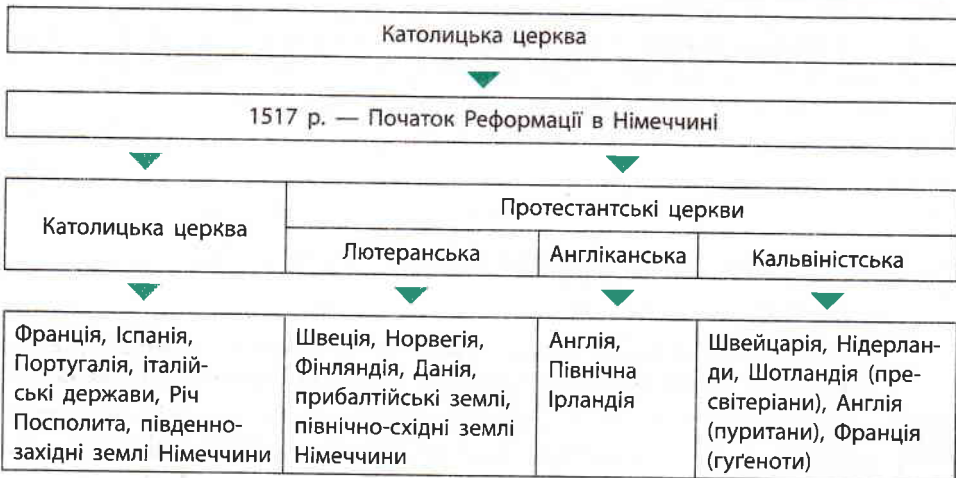 Католицька церква
1517 р. — Початок Реформації в Німеччині
Католицька церква
Протестантські церкви
Лютеранська
Англіканська
Кальвіністська
Франція, Іспанія,
Португалія, італій-
ські держави, Річ
Посполита, південно-
західні землі Німеччини
Швеція, Норвегія,
Фінляндія, Данія,
прибалтійські землі,
північно-східні землі
Німеччини
Англія,
Північна
Ірландія
Швейцарія, Нідерлан-
ди, Шотландія (пре-
світеріани), Англія
(пуритани), Франція
(гуґеноти)